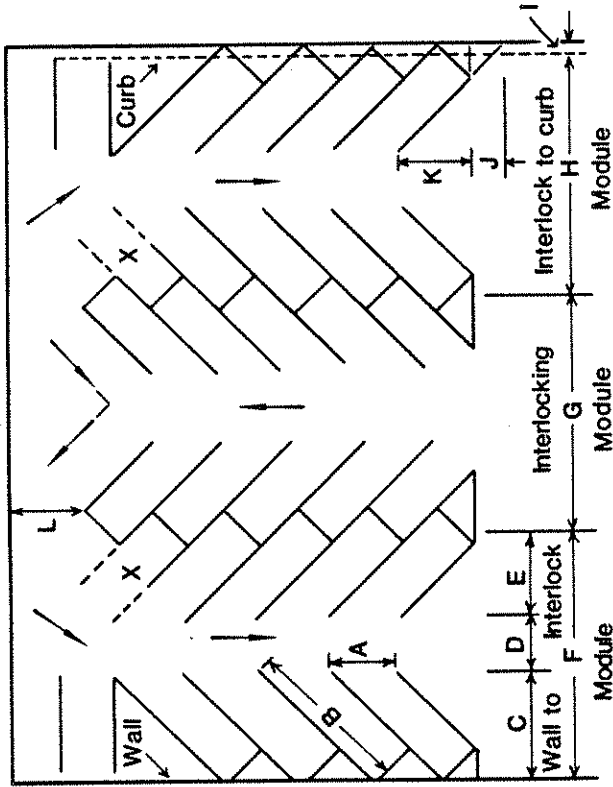 L
Wall
X
X
Curb
B
A
K
J
C
D
E
I
Wall to Interlock
Interlocking
Interlock to curb
F
G
H
Module
Module
Module